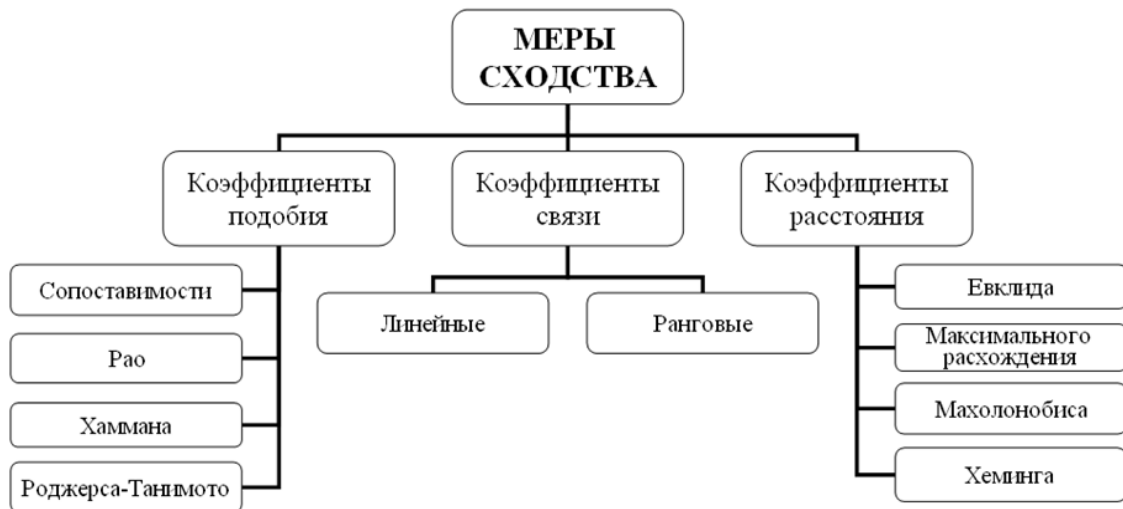 МЕРЫ
СХОДСТВА
Коэффициенты
подобия
Коэффициенты
связи
Коэффициенты
расстояния
Сопоставимости
Рао
Хаммана
Роджерса-Танимото
Линейные
Ранговые
Евклида
Максимального
расхождения
Махолонобиса
Хеминга